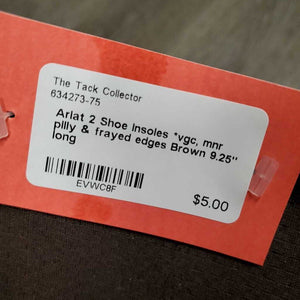 The Tack Collector
634273-75
Ariat 2 Shoe Insoles *vgc, mnr
pilly & frayed edges Brown 9.25"
long
EVWC8F
$5.00